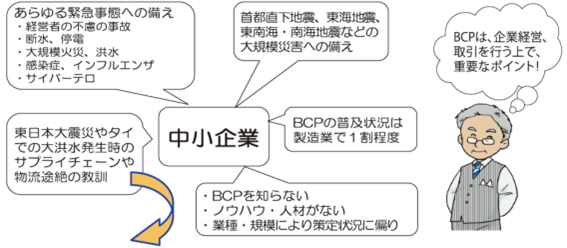 あらゆる緊急事態への備え
・経営者の不慮の事故
・断水、停電
・大規模火災、洪水
・感染症、インフルエンザ
・サイバーテロ
首都直下地震、東海地震、
東南海・南海地震などの
大規模災害への備え
BCPは、企業経営、
取引を行う上で、
重要なポイント!
東日本大震災やタイ
での大洪水発生時の
サプライチェーンや
物流途絶の教訓
中小企業
BCPの普及状況は
製造業で1割程度
・BCPを知らない
・ノウハウ・人材がない
・業種・規模により策定状況に偏り